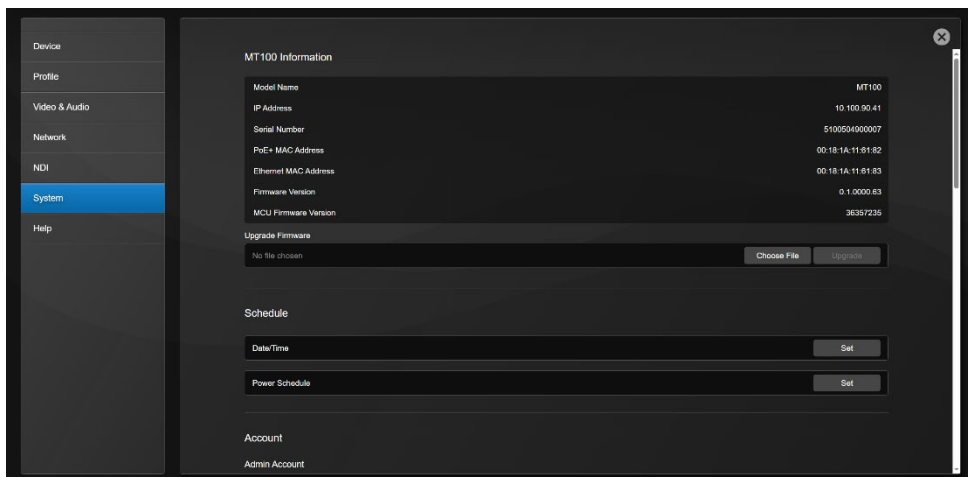 Device
Profile
Video & Audio
Network
NDI
System
Help
MT100 Information
Model Name MT100
IP Address 10.100.90.41
Serial Number 5100504900007
PoE+ MAC Address 00:18:1A:11:61:82
Ethernet MAC Address 00:18:1A:11:61:83
Firmware Version 0.1.0000.63
MCU Firmware Version 36357235
Upgrade Firmware
No file chosen Choose File Upgrade
Schedule
Date/Time Set
Power Schedule Set
Account
Admin Account